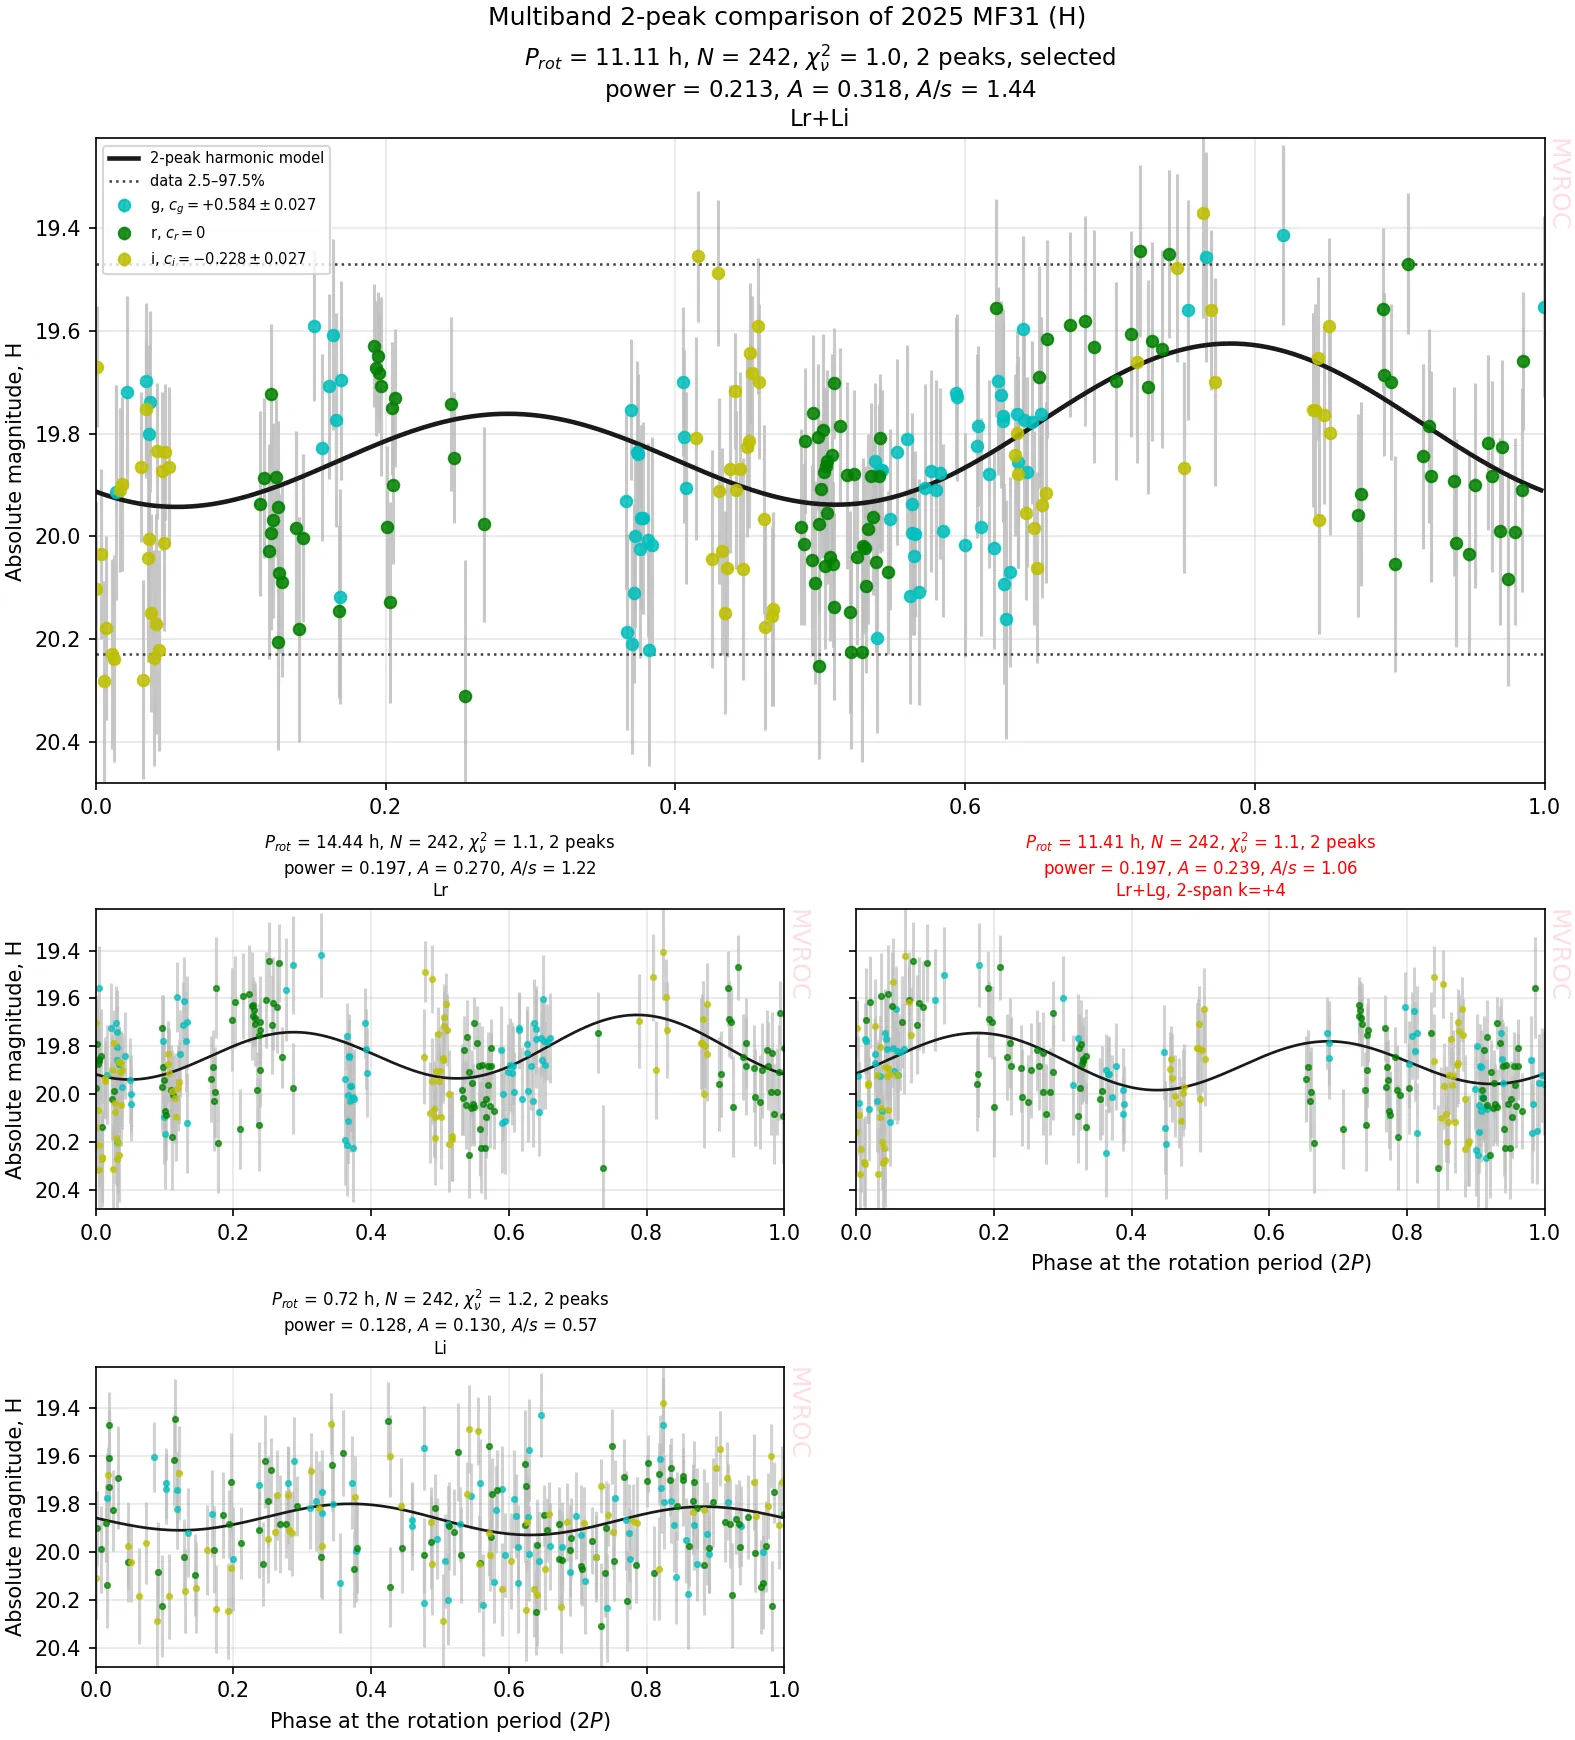 Multiband 2-peak comparison of 2025 MF31 (H)
P_rot = 11.11 h, N = 242, χ²_ν = 1.0, 2 peaks, selected
power = 0.213, A = 0.318, A/s = 1.44
Lr+Li
MVROC
2-peak harmonic model
data 2.5–97.5%
g, c_g = +0.584 ± 0.027
r, c_r = 0
i, c_i = −0.228 ± 0.027
Absolute magnitude, H
19.4
19.6
19.8
20.0
20.2
20.4
0.0 0.2 0.4 0.6 0.8 1.0
P_rot = 14.44 h, N = 242, χ²_ν = 1.1, 2 peaks
power = 0.197, A = 0.270, A/s = 1.22
Lr
MVROC
Absolute magnitude, H
19.4
19.6
19.8
20.0
20.2
20.4
0.0 0.2 0.4 0.6 0.8 1.0
P_rot = 11.41 h, N = 242, χ²_ν = 1.1, 2 peaks
power = 0.197, A = 0.239, A/s = 1.06
Lr+Lg, 2-span k=+4
MVROC
0.0 0.2 0.4 0.6 0.8 1.0
Phase at the rotation period (2P)
P_rot = 0.72 h, N = 242, χ²_ν = 1.2, 2 peaks
power = 0.128, A = 0.130, A/s = 0.57
Li
MVROC
Absolute magnitude, H
19.4
19.6
19.8
20.0
20.2
20.4
0.0 0.2 0.4 0.6 0.8 1.0
Phase at the rotation period (2P)